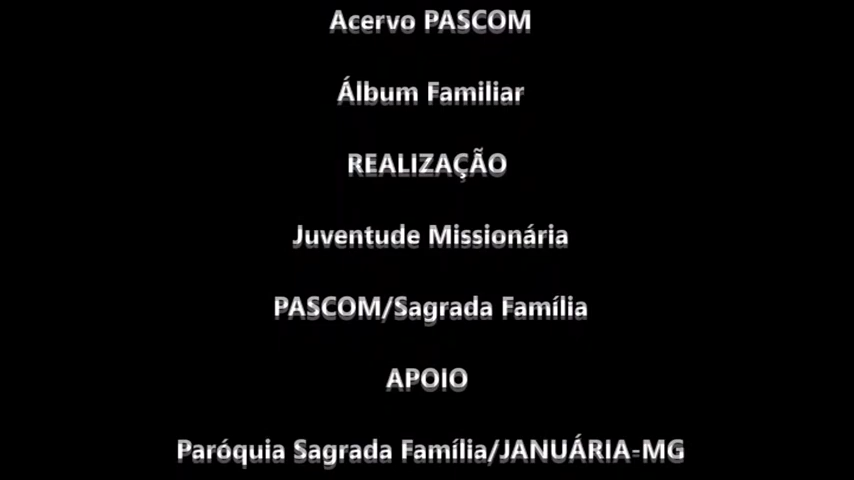 Acervo PASCOM
Álbum Familiar
REALIZAÇÃO
Juventude Missionária
PASCOM/Sagrada Família
APOIO
Paróquia Sagrada Família/JANUÁRIA-MG